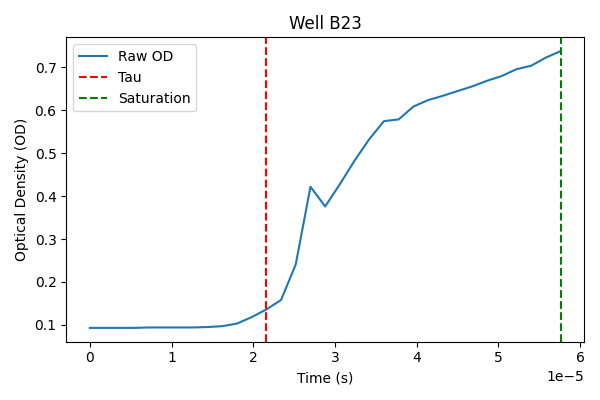 Well B23
Raw OD
Tau
Saturation
Optical Density (OD)
0.7
0.6
0.5
0.4
0.3
0.2
0.1
0 1 2 3 4 5 6
1e−5
Time (s)